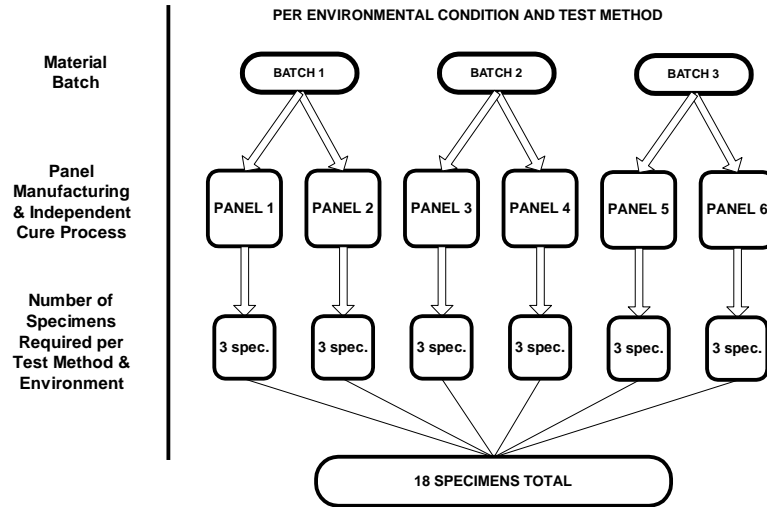 PER ENVIRONMENTAL CONDITION AND TEST METHOD
Material
Batch
BATCH 1
BATCH 2
BATCH 3
Panel
Manufacturing
& Independent
Cure Process
PANEL 1
PANEL 2
PANEL 3
PANEL 4
PANEL 5
PANEL 6
Number of
Specimens
Required per
Test Method &
Environment
3 spec.
3 spec.
3 spec.
3 spec.
3 spec.
3 spec.
18 SPECIMENS TOTAL